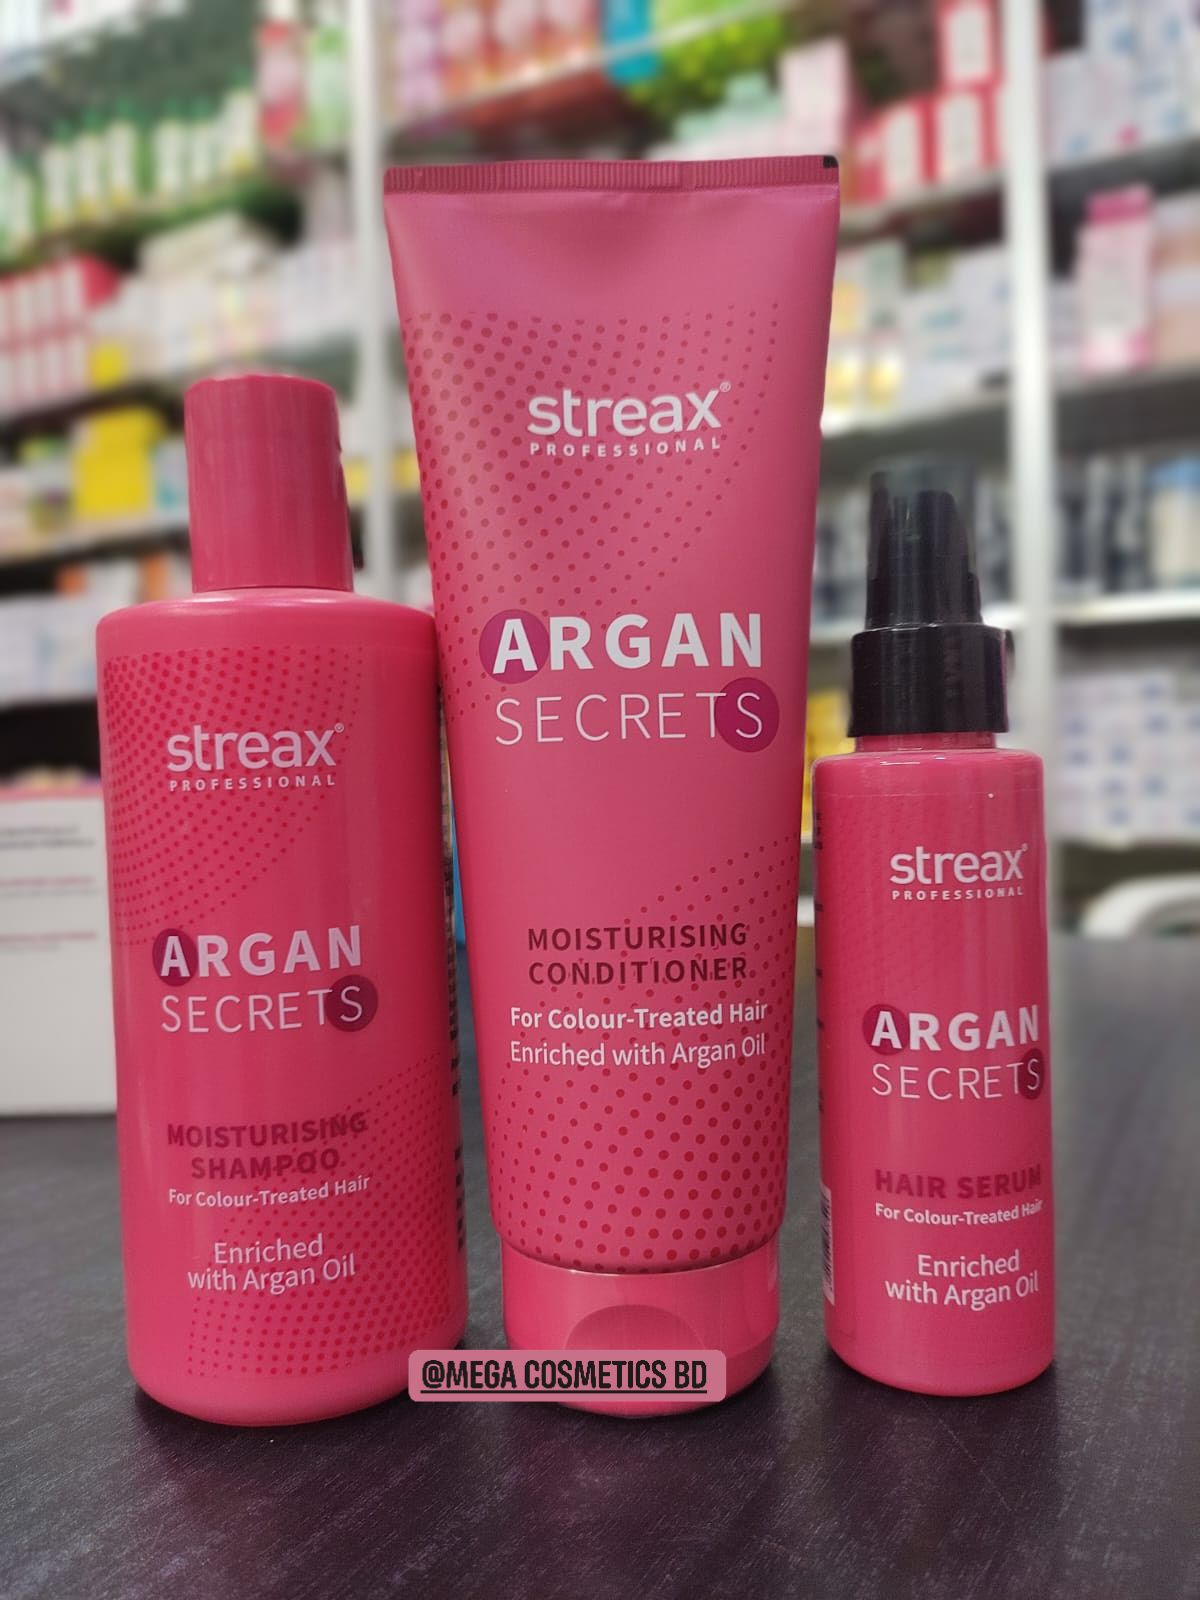 streax®
PROFESSIONAL
ARGAN
SECRETS
MOISTURISING
SHAMPOO
For Colour-Treated Hair
Enriched
with Argan Oil
streax®
PROFESSIONAL
ARGAN
SECRETS
MOISTURISING
CONDITIONER
For Colour-Treated Hair
Enriched with Argan Oil
streax®
PROFESSIONAL
ARGAN
SECRETS
HAIR SERUM
For Colour-Treated Hair
Enriched
with Argan Oil
@MEGA COSMETICS BD